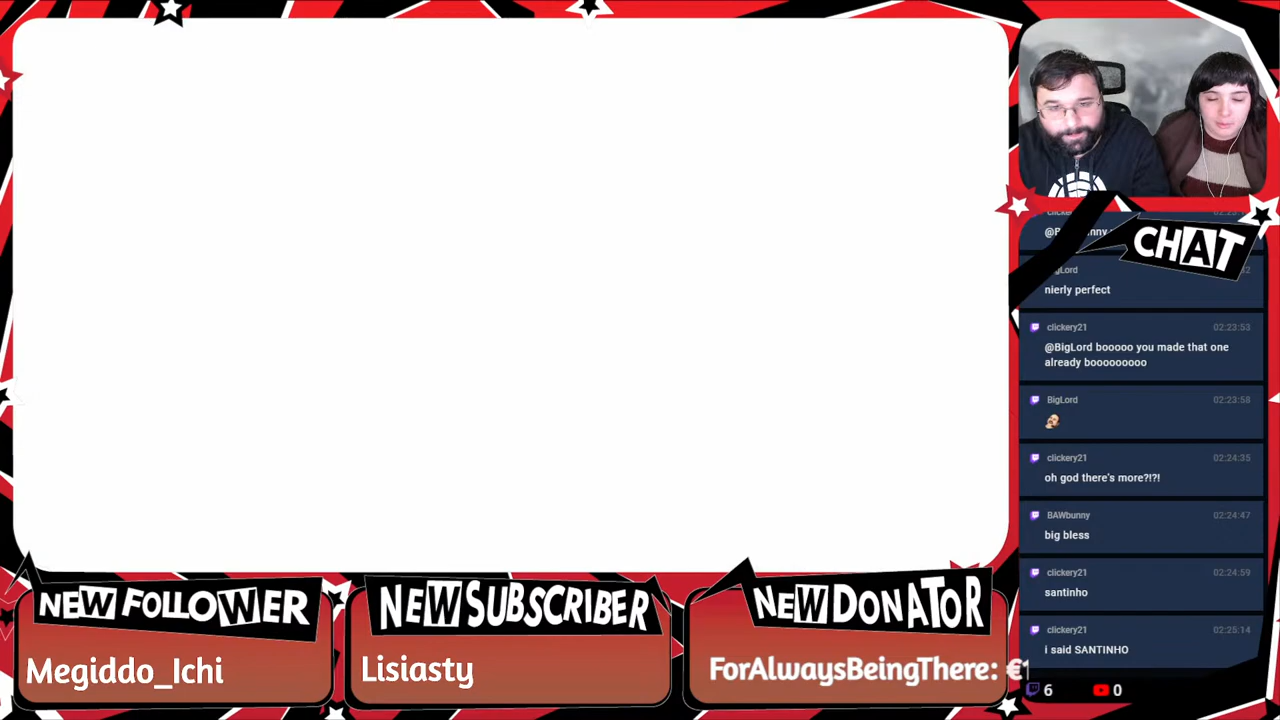 CHAT
nierly perfect
clickery21 02:23:53
@BigLord booooo you made that one
already booooooooo
BigLord 02:23:58
clickery21 02:24:35
oh god there's more?!?!
BAWbunny 02:24:47
big bless
clickery21 02:24:59
santinho
clickery21 02:25:14
i said SANTINHO
6 0
NEW FOLLOWER
Megiddo_Ichi
NEW SUBSCRIBER
Lisiasty
NEW DONATOR
ForAlwaysBeingThere: